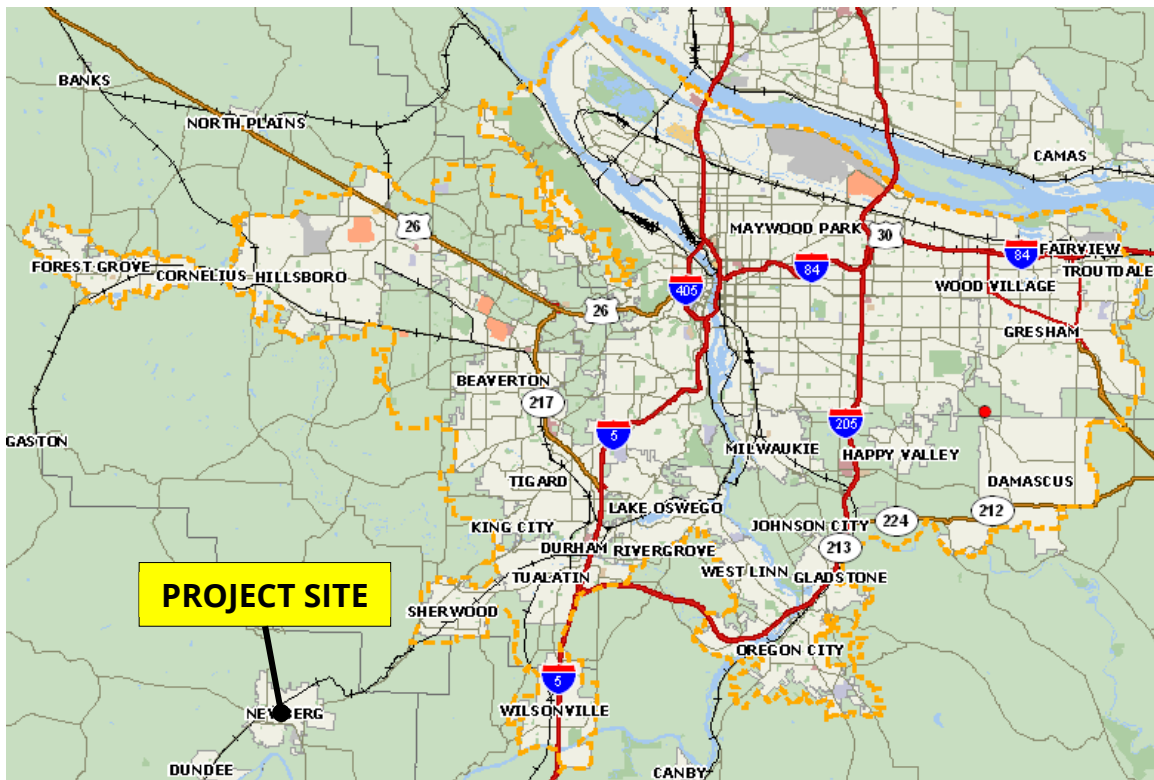 BANKS
NORTH PLAINS
CAMAS
26
MAYWOOD PARK
30
FAIRVIEW
84
84
FOREST GROVE
CORNELIUS
HILLSBORO
TROUTDALE
405
WOOD VILLAGE
26
GRESHAM
BEAVERTON
217
205
5
GASTON
MILWAUKIE
HAPPY VALLEY
TIGARD
DAMASCUS
LAKE OSWEGO
212
KING CITY
JOHNSON CITY
224
DURHAM
RIVERGROVE
213
WEST LINN
TUALATIN
GLADSTONE
PROJECT SITE
SHERWOOD
OREGON CITY
5
NEWBERG
WILSONVILLE
DUNDEE
CANBY